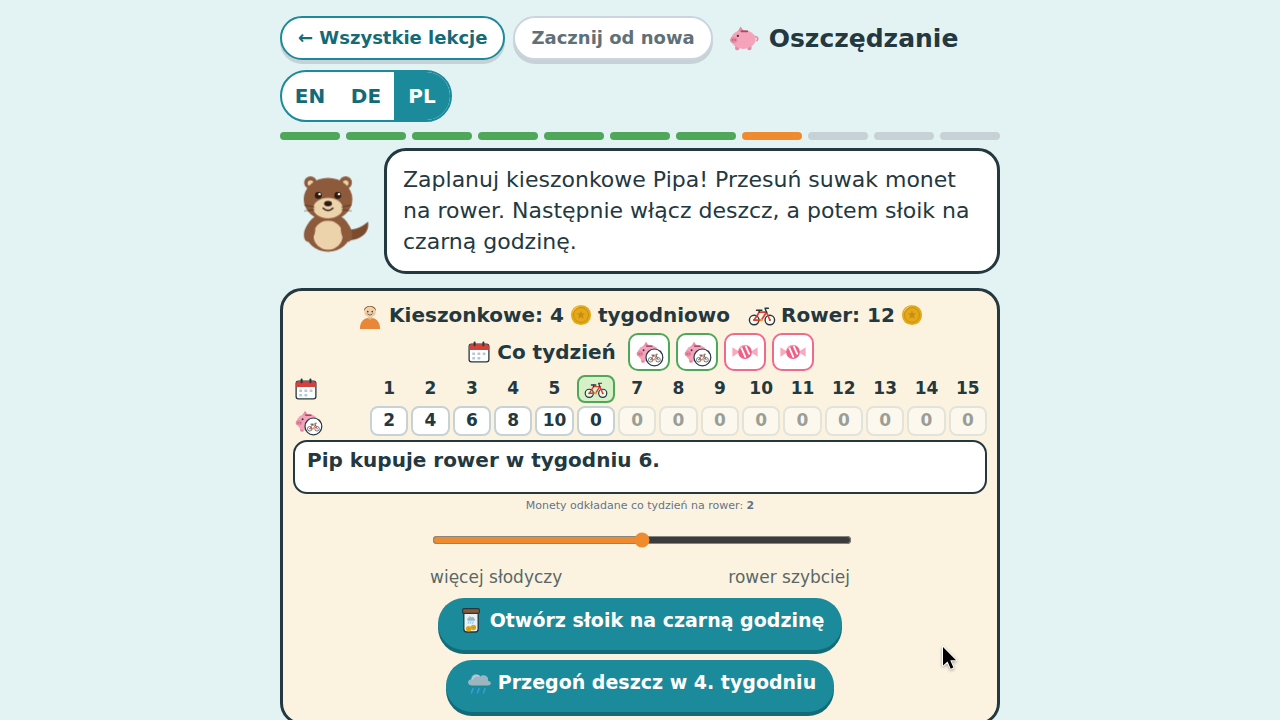 ← Wszystkie lekcje Zacznij od nowa Oszczędzanie
EN DE PL
Zaplanuj kieszonkowe Pipa! Przesuń suwak monet
na rower. Następnie włącz deszcz, a potem słoik na
czarną godzinę.
Kieszonkowe: 4 tygodniowo Rower: 12
Co tydzień
1 2 3 4 5 7 8 9 10 11 12 13 14 15
2 4 6 8 10 0 0 0 0 0 0 0 0 0 0
Pip kupuje rower w tygodniu 6.
Monety odkładane co tydzień na rower: 2
więcej słodyczy rower szybciej
Otwórz słoik na czarną godzinę
Przegoń deszcz w 4. tygodniu